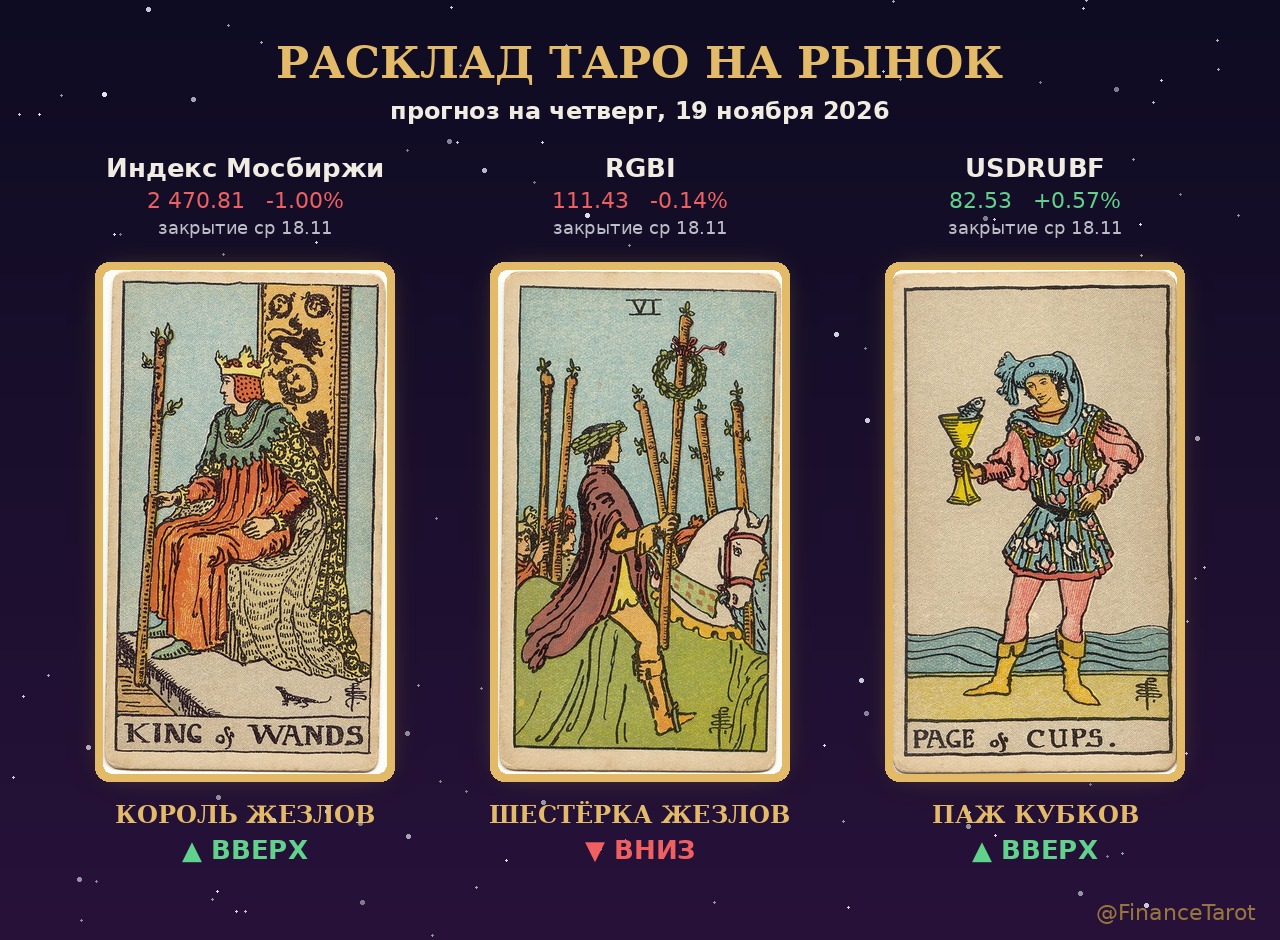 РАСКЛАД ТАРО НА РЫНОК
прогноз на четверг, 19 ноября 2026
Индекс Мосбиржи
2 470.81 -1.00%
закрытие ср 18.11
RGBI
111.43 -0.14%
закрытие ср 18.11
USDRUBF
82.53 +0.57%
закрытие ср 18.11
KING of WANDS
VI
PAGE of CUPS.
КОРОЛЬ ЖЕЗЛОВ
▲ ВВЕРХ
ШЕСТЁРКА ЖЕЗЛОВ
▼ ВНИЗ
ПАЖ КУБКОВ
▲ ВВЕРХ
@FinanceTarot